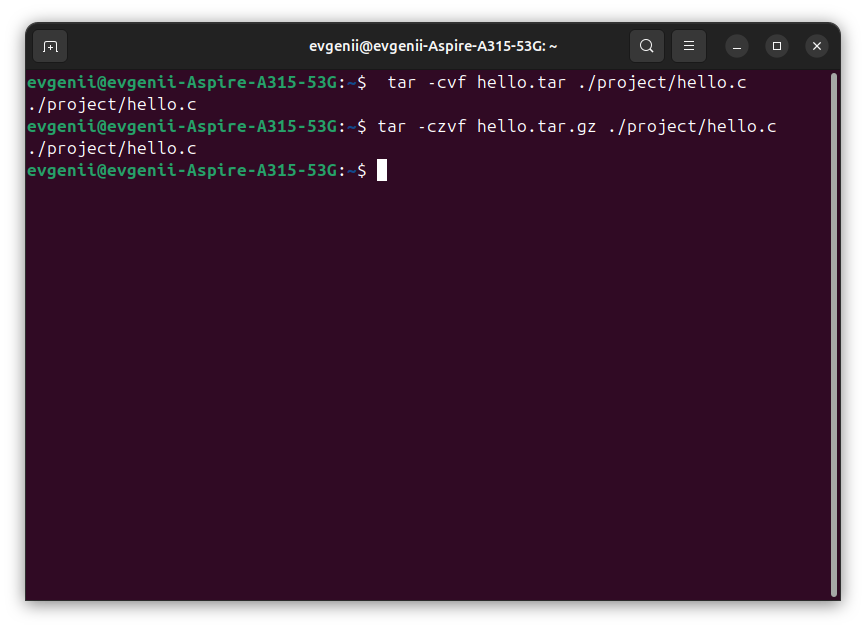 evgenii@evgenii-Aspire-A315-53G: ~
evgenii@evgenii-Aspire-A315-53G:~$  tar -cvf hello.tar ./project/hello.c
./project/hello.c
evgenii@evgenii-Aspire-A315-53G:~$ tar -czvf hello.tar.gz ./project/hello.c
./project/hello.c
evgenii@evgenii-Aspire-A315-53G:~$